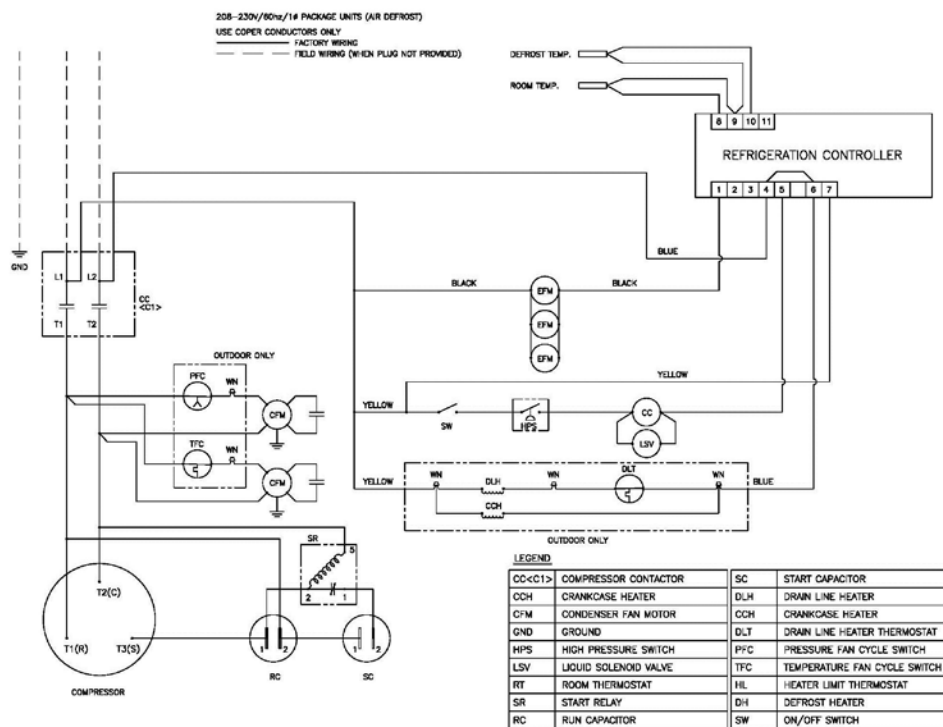 208-230V/60hz/1ø PACKAGE UNITS (AIR DEFROST)
USE COPER CONDUCTORS ONLY
FACTORY WIRING
FIELD WIRING (WHEN PLUG NOT PROVIDED)
DEFROST TEMP.
ROOM TEMP.
8 9 10 11
REFRIGERATION CONTROLLER
1 2 3 4 5 6 7
GND
L1 L2
CC
<C1>
T1 T2
BLUE
BLACK EFM BLACK
EFM
EFM
OUTDOOR ONLY
PFC WN
CFM
TFC WN
CFM
YELLOW
YELLOW
SW HPS CC
LSV
YELLOW WN DLH WN DLT WN BLUE
CCH
OUTDOOR ONLY
SR 5
2 1
T2(C)
T1(R) T3(S)
COMPRESSOR
1 2
RC
1 2
SC
LEGEND
CC<C1> COMPRESSOR CONTACTOR SC START CAPACITOR
CCH CRANKCASE HEATER DLH DRAIN LINE HEATER
CFM CONDENSER FAN MOTOR CCH CRANKCASE HEATER
GND GROUND DLT DRAIN LINE HEATER THERMOSTAT
HPS HIGH PRESSURE SWITCH PFC PRESSURE FAN CYCLE SWITCH
LSV LIQUID SOLENOID VALVE TFC TEMPERATURE FAN CYCLE SWITCH
RT ROOM THERMOSTAT HL HEATER LIMIT THERMOSTAT
SR START RELAY DH DEFROST HEATER
RC RUN CAPACITOR SW ON/OFF SWITCH